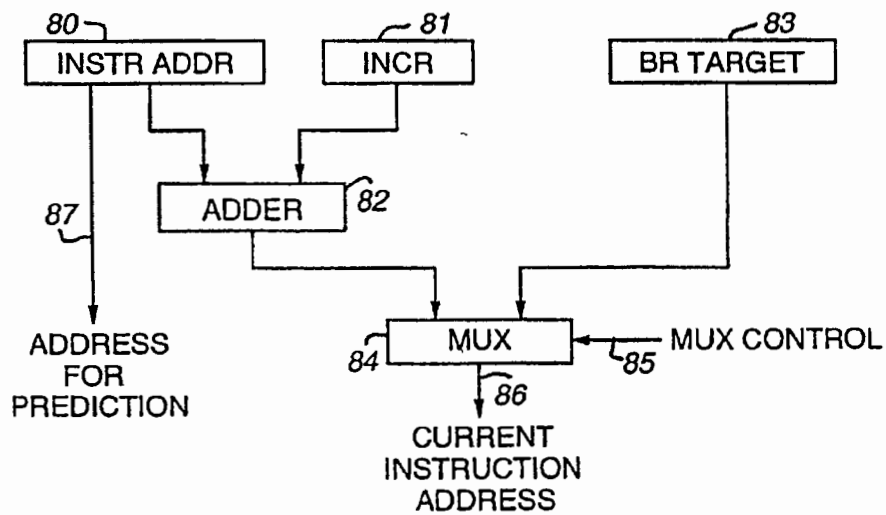 80
81
83
INSTR ADDR
INCR
BR TARGET
ADDER
82
87
ADDRESS
FOR
PREDICTION
MUX
84
85
MUX CONTROL
86
CURRENT
INSTRUCTION
ADDRESS